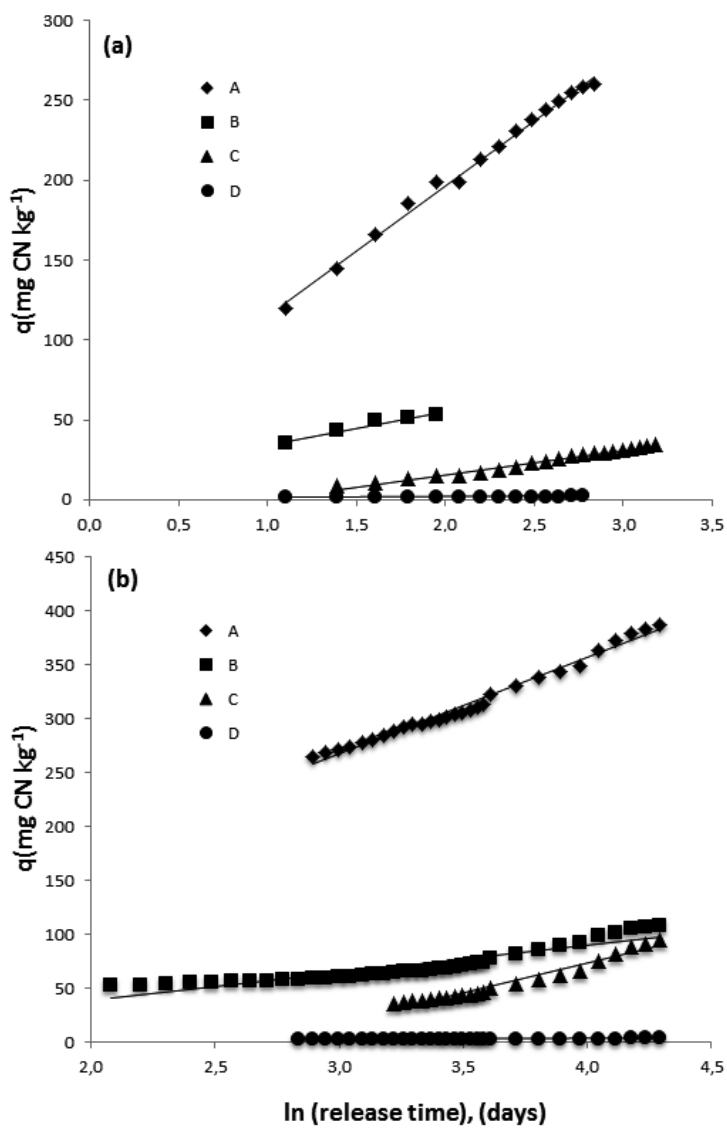 (a)
A
B
C
D
q(mg CN kg⁻¹)
300
250
200
150
100
50
0
0,0 0,5 1,0 1,5 2,0 2,5 3,0 3,5
(b)
A
B
C
D
q(mg CN kg⁻¹)
450
400
350
300
250
200
150
100
50
0
2,0 2,5 3,0 3,5 4,0 4,5
ln (release time), (days)